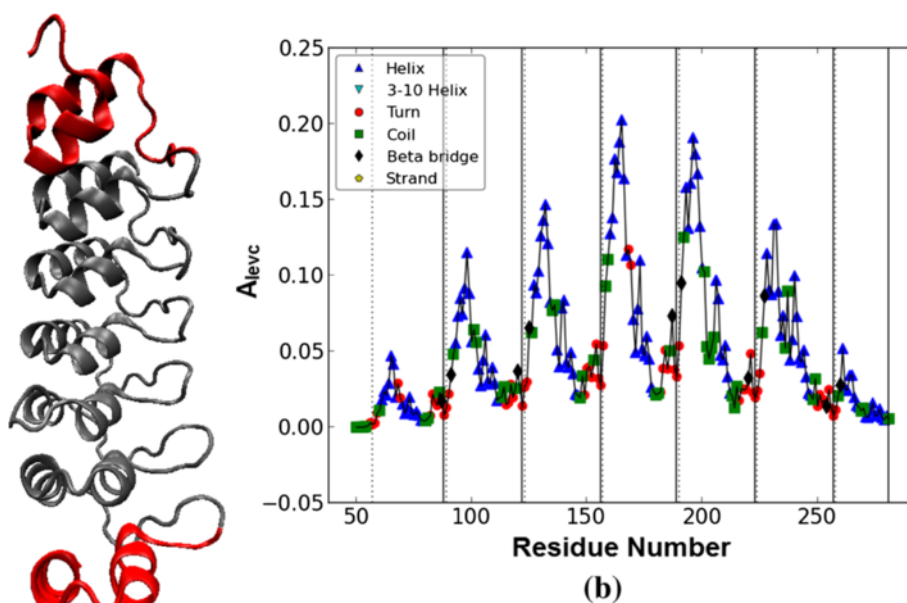 0.25
0.20
0.15
0.10
0.05
0.00
−0.05
A_levc
Helix
3-10 Helix
Turn
Coil
Beta bridge
Strand
50 100 150 200 250
Residue Number
(b)